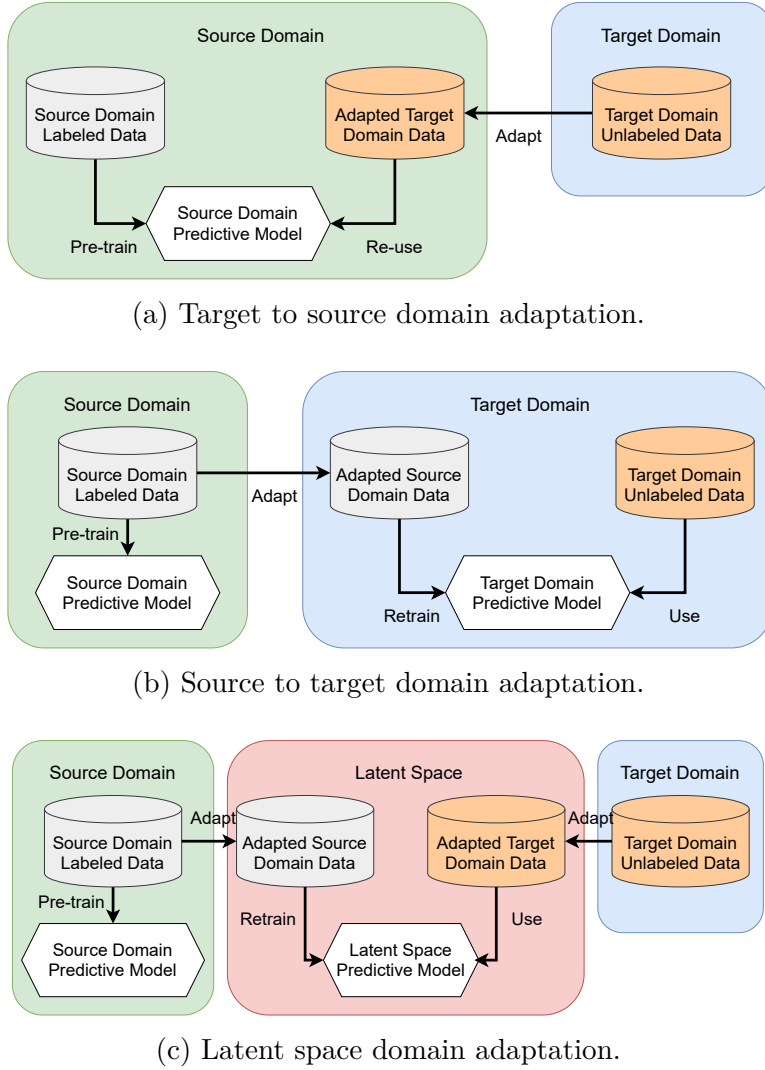 Source Domain
Target Domain
Source Domain
Labeled Data
Adapted Target
Domain Data
Adapt
Target Domain
Unlabeled Data
Source Domain
Predictive Model
Pre-train
Re-use
(a) Target to source domain adaptation.
Source Domain
Target Domain
Source Domain
Labeled Data
Adapt
Adapted Source
Domain Data
Target Domain
Unlabeled Data
Pre-train
Source Domain
Predictive Model
Target Domain
Predictive Model
Retrain
Use
(b) Source to target domain adaptation.
Source Domain
Latent Space
Target Domain
Source Domain
Labeled Data
Adapt
Adapted Source
Domain Data
Adapted Target
Domain Data
Adapt
Target Domain
Unlabeled Data
Pre-train
Retrain
Use
Source Domain
Predictive Model
Latent Space
Predictive Model
(c) Latent space domain adaptation.